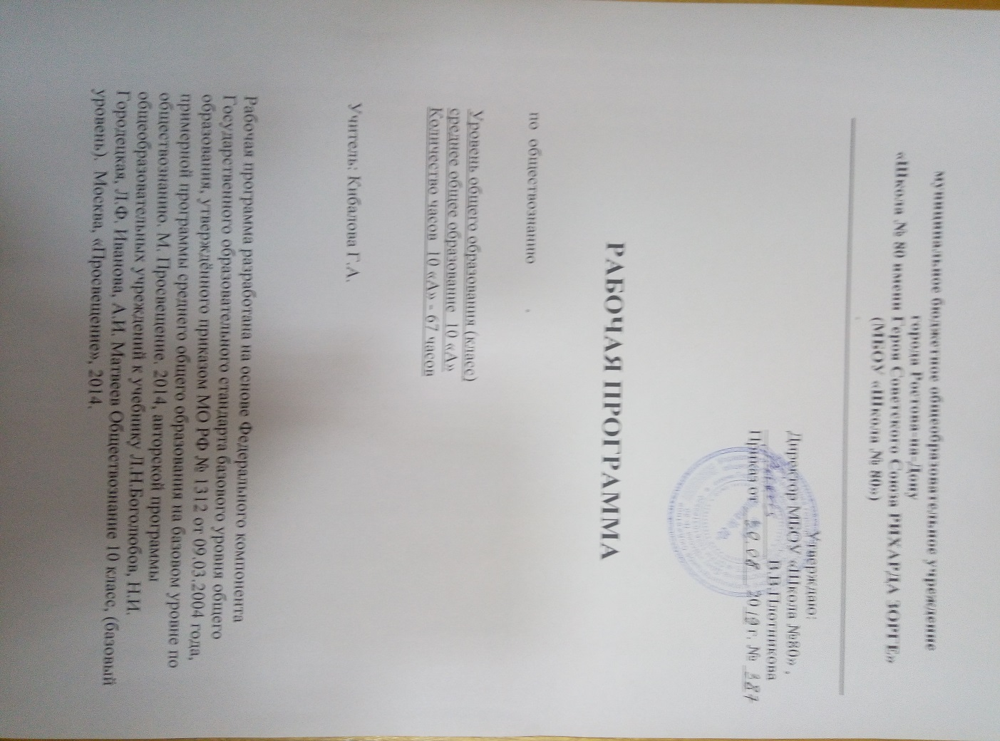 муниципальное бюджетное общеобразовательное учреждение
города Ростова-на-Дону
«Школа № 80 имени Героя Советского Союза РИХАРДА ЗОРГЕ»
(МБОУ «Школа № 80»)
Утверждаю:
Директор МБОУ «Школа №80» ,
В.В.Плотникова
Приказ от 30.08 2019 г. № 387
РАБОЧАЯ ПРОГРАММА
по обществознанию
Уровень общего образования (класс)
среднее общее образование 10 «А»
Количество часов 10 «А» - 67 часов
Учитель: Кибалова Г.А.
Рабочая программа разработана на основе Федерального компонента
Государственного образовательного стандарта базового уровня общего
образования, утверждённого приказом МО РФ № 1312 от 09.03.2004 года,
примерной программы среднего общего образования на базовом уровне по
обществознанию. М. Просвещение. 2014, авторской программы
общеобразовательных учреждений к учебнику Л.Н.Боголюбов, Н.И.
Городецкая, Л.Ф. Иванова, А.И. Матвеев Обществознание 10 класс, (базовый
уровень). Москва, «Просвещение», 2014.